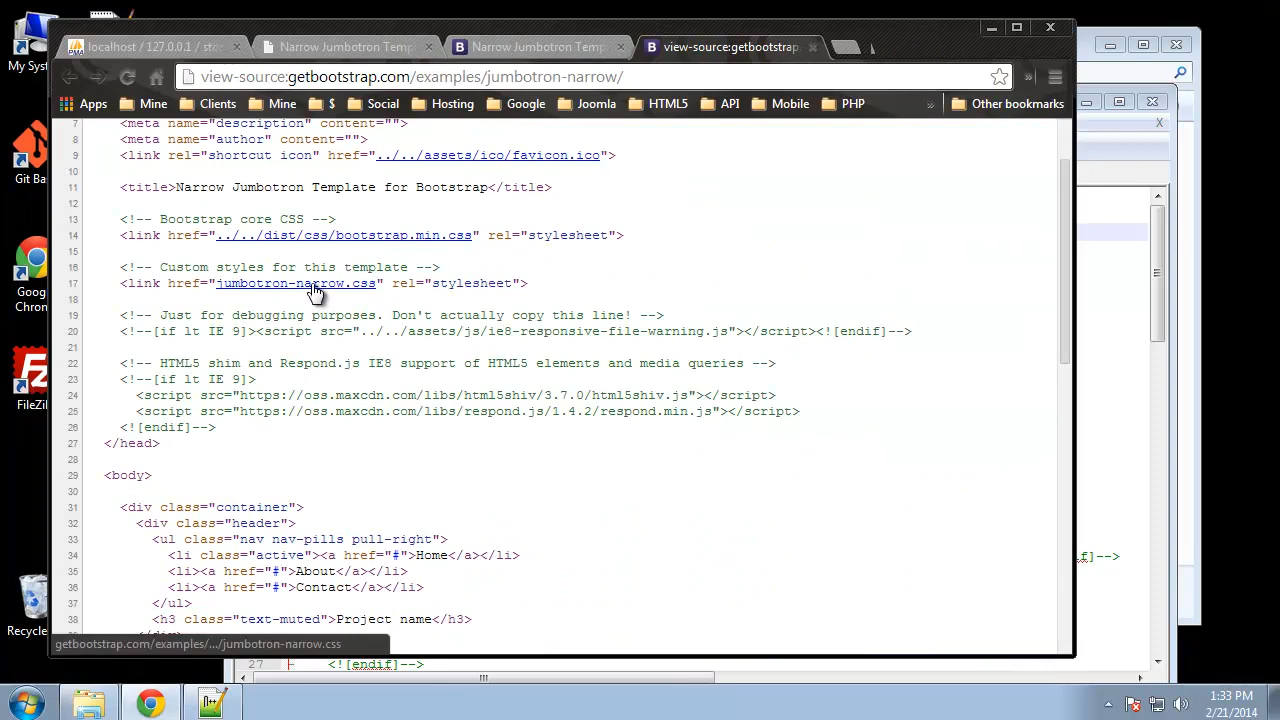 My Sys
PMA localhost / 127.0.0.1 / sto
Narrow Jumbotron Temp
B Narrow Jumbotron Temp
B view-source:getbootstrap
view-source:getbootstrap.com/examples/jumbotron-narrow/
Apps Mine Clients Mine $ Social Hosting Google Joomla HTML5 API Mobile PHP » Other bookmarks
7 <meta name="description" content="">
8 <meta name="author" content="">
9 <link rel="shortcut icon" href="../../assets/ico/favicon.ico">
10
11 <title>Narrow Jumbotron Template for Bootstrap</title>
12
13 <!-- Bootstrap core CSS -->
14 <link href="../../dist/css/bootstrap.min.css" rel="stylesheet">
15
16 <!-- Custom styles for this template -->
17 <link href="jumbotron-narrow.css" rel="stylesheet">
18
19 <!-- Just for debugging purposes. Don't actually copy this line! -->
20 <!--[if lt IE 9]><script src="../../assets/js/ie8-responsive-file-warning.js"></script><![endif]-->
21
22 <!-- HTML5 shim and Respond.js IE8 support of HTML5 elements and media queries -->
23 <!--[if lt IE 9]>
24 <script src="https://oss.maxcdn.com/libs/html5shiv/3.7.0/html5shiv.js"></script>
25 <script src="https://oss.maxcdn.com/libs/respond.js/1.4.2/respond.min.js"></script>
26 <![endif]-->
27 </head>
28
29 <body>
30
31 <div class="container">
32 <div class="header">
33 <ul class="nav nav-pills pull-right">
34 <li class="active"><a href="#">Home</a></li>
35 <li><a href="#">About</a></li>
36 <li><a href="#">Contact</a></li>
37 </ul>
38 <h3 class="text-muted">Project name</h3>
getbootstrap.com/examples/.../jumbotron-narrow.css
Git Ba
Goog
Chron
FileZi
Recycle
if]-->
27 <![endif]-->
1:33 PM
2/21/2014